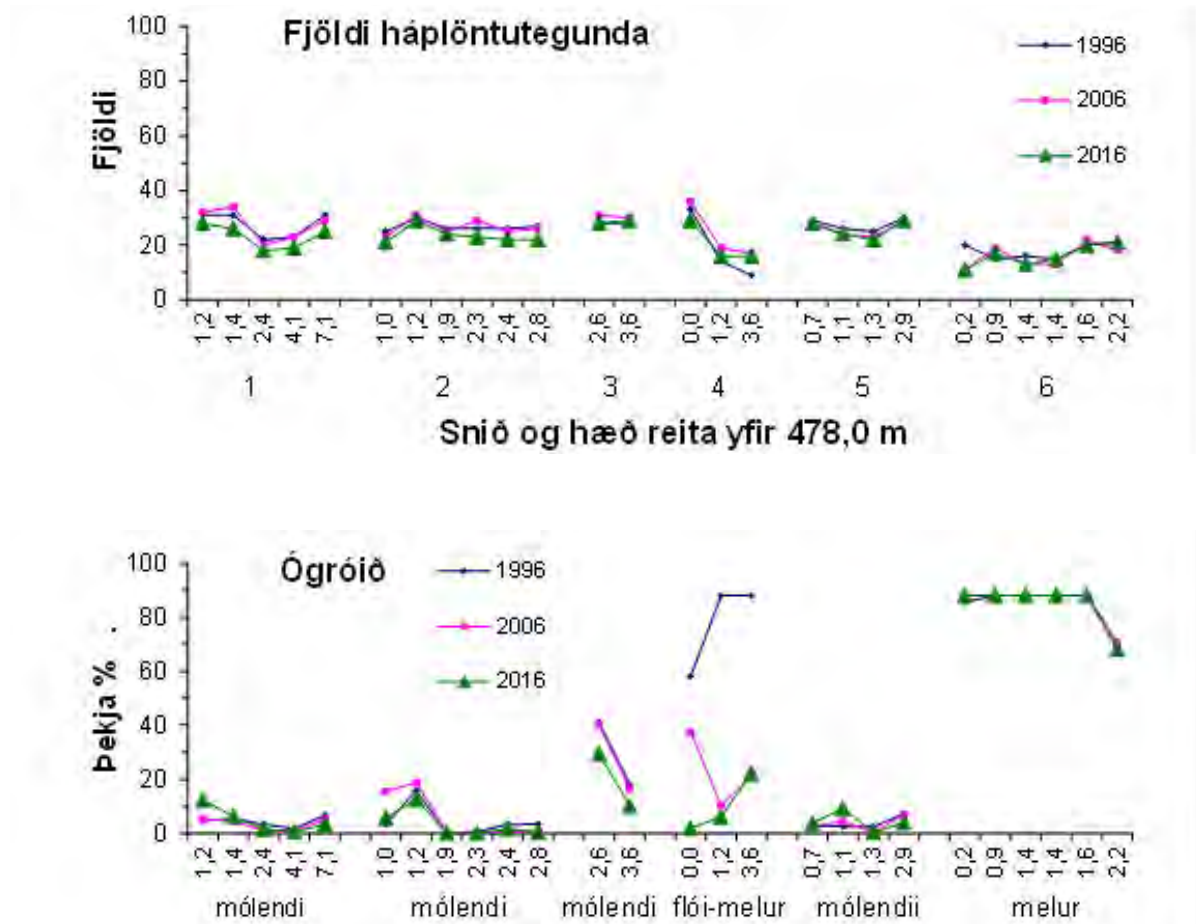 Fjöldi háplöntutegunda
1996
2006
2016
Fjöldi
100
80
60
40
20
0
1,2 1,4 2,4 4,1 7,1 1,0 1,2 1,9 2,3 2,4 2,8 2,6 3,6 0,0 1,2 3,6 0,7 1,1 1,3 2,9 0,2 0,9 1,4 1,4 1,6 2,2
1 2 3 4 5 6
Snið og hæð reita yfir 478,0 m
Ógróið
1996
2006
2016
Þekja % .
100
80
60
40
20
0
1,2 1,4 2,4 4,1 7,1 1,0 1,2 1,9 2,3 2,4 2,8 2,6 3,6 0,0 1,2 3,6 0,7 1,1 1,3 2,9 0,2 0,9 1,4 1,4 1,6 2,2
mólendi mólendi mólendi flói-melur mólendii melur